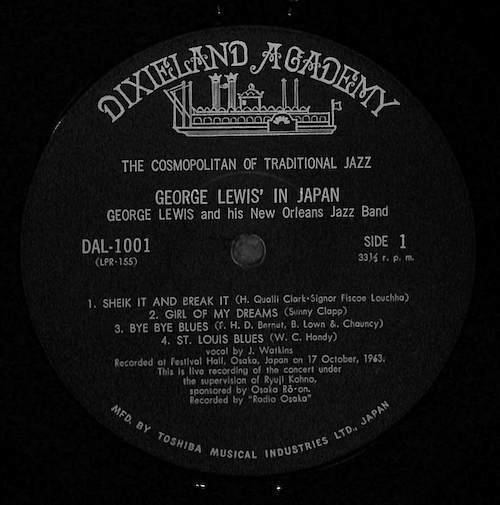 DIXIELAND ACADEMY
THE COSMOPOLITAN OF TRADITIONAL JAZZ
GEORGE LEWIS' IN JAPAN
GEORGE LEWIS and his New Orleans Jazz Band
DAL-1001
(LPR-155)
SIDE 1
33⅓ r. p. m.
1. SHEIK IT AND BREAK IT (H. Qualli Clark·Signor Fiscoe Louchha)
2. GIRL OF MY DREAMS (Sunny Clapp)
3. BYE BYE BLUES (F. H. D. Bernut, B. Lown &. Chauncy)
4. ST. LOUIS BLUES (W. C. Handy)
vocal by J. Watkins
Recorded at Festival Hall, Osaka, Japan on 17 October, 1963.
This is live recording of the concert under
the supervision of Ryuji Kohno,
sponsored by Osaka Rō-on.
Recorded by "Radio Osaka"
MFD. BY TOSHIBA MUSICAL INDUSTRIES LTD., JAPAN